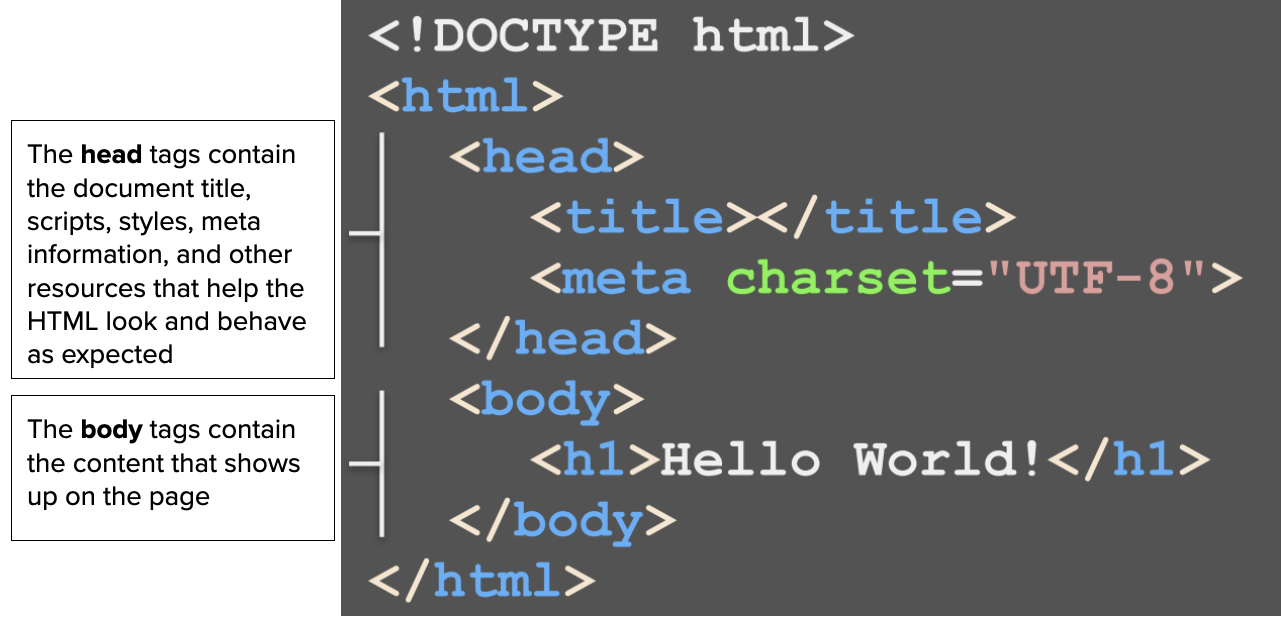 The head tags contain
the document title,
scripts, styles, meta
information, and other
resources that help the
HTML look and behave
as expected
The body tags contain
the content that shows
up on the page
<!DOCTYPE html>
<html>
<head>
<title></title>
<meta charset="UTF-8">
</head>
<body>
<h1>Hello World!</h1>
</body>
</html>